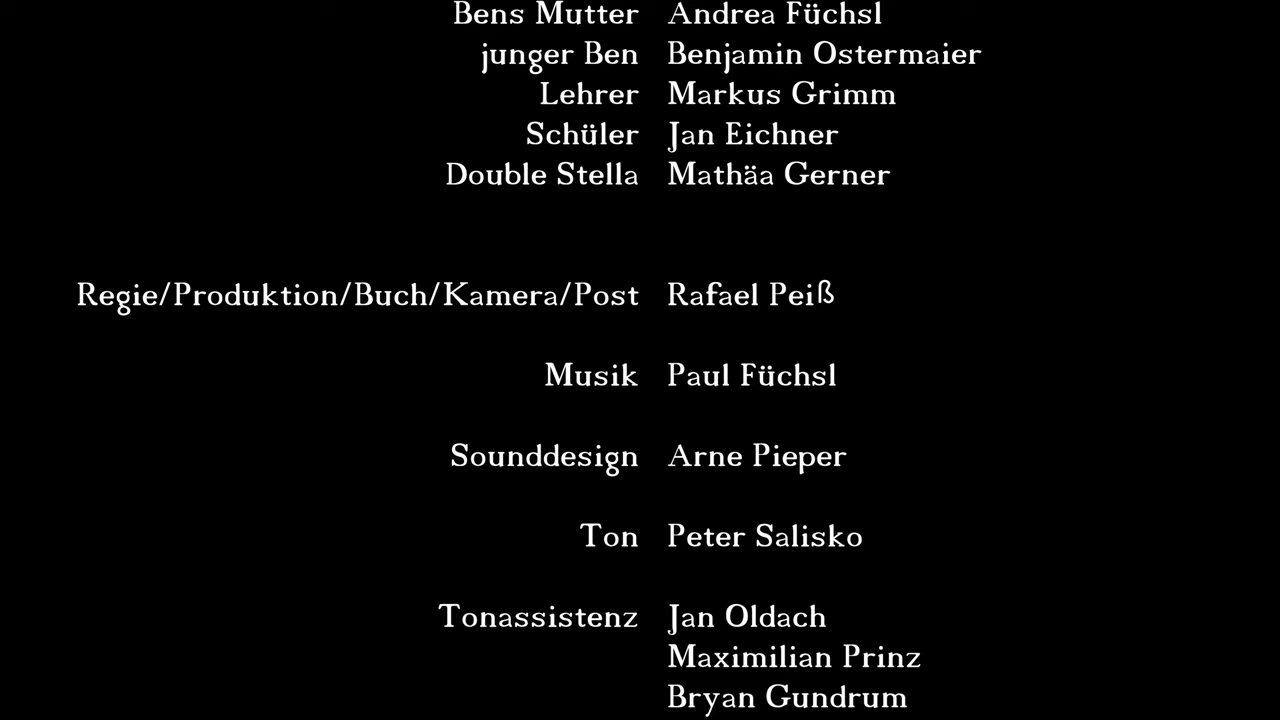 Bens Mutter Andrea Füchsl
junger Ben Benjamin Ostermaier
Lehrer Markus Grimm
Schüler Jan Eichner
Double Stella Mathäa Gerner
Regie/Produktion/Buch/Kamera/Post Rafael Peiß
Musik Paul Füchsl
Sounddesign Arne Pieper
Ton Peter Salisko
Tonassistenz Jan Oldach
Maximilian Prinz
Bryan Gundrum